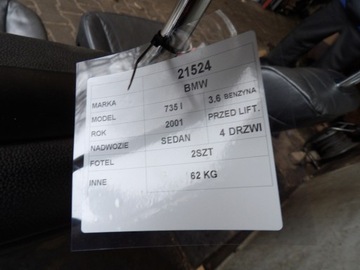 21524
BMW
MARKA
MODEL 735 I 3.6 BENZYNA
ROK 2001 PRZED LIFT.
NADWOZIE SEDAN 4 DRZWI
FOTEL 2SZT
INNE 62 KG